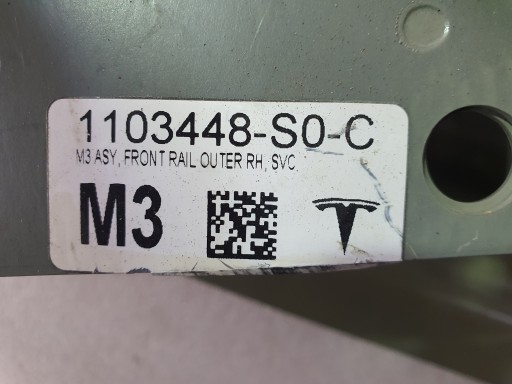 1103448-S0-C
M3 ASY, FRONT RAIL OUTER RH, SVC.
M3